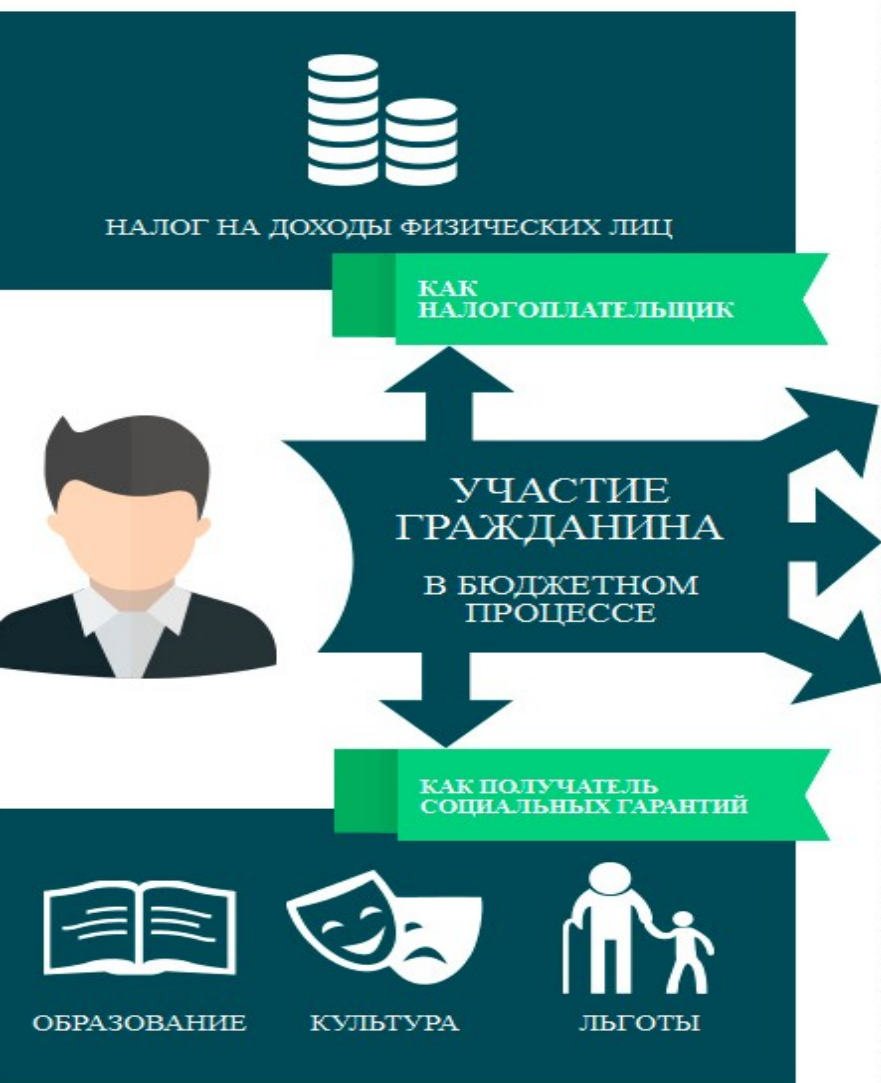 НАЛОГ НА ДОХОДЫ ФИЗИЧЕСКИХ ЛИЦ
КАК
НАЛОГОПЛАТЕЛЬЩИК
УЧАСТИЕ
ГРАЖДАНИНА
В БЮДЖЕТНОМ
ПРОЦЕССЕ
КАК ПОЛУЧАТЕЛЬ
СОЦИАЛЬНЫХ ГАРАНТИЙ
ОБРАЗОВАНИЕ
КУЛЬТУРА
ЛЬГОТЫ